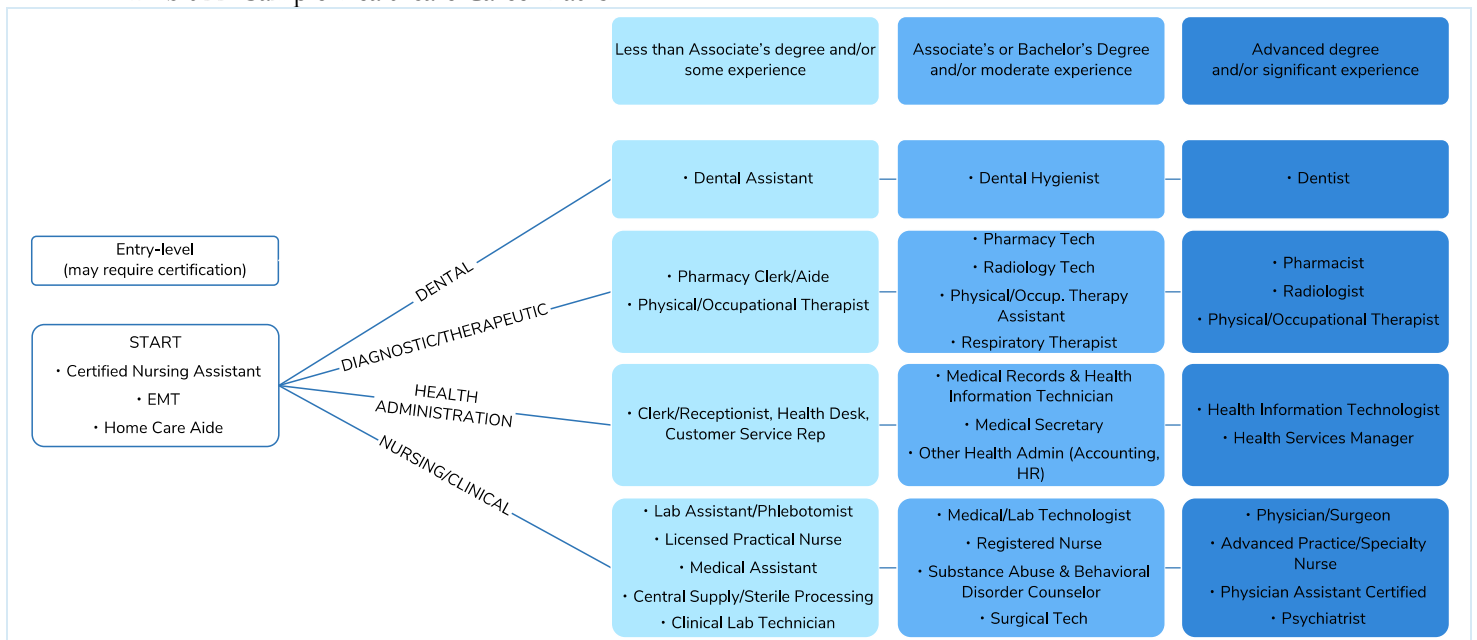 Less than Associate's degree and/or
some experience
Associate's or Bachelor's Degree
and/or moderate experience
Advanced degree
and/or significant experience
Entry-level
(may require certification)
START
· Certified Nursing Assistant
· EMT
· Home Care Aide
DENTAL
· Dental Assistant
· Dental Hygienist
· Dentist
DIAGNOSTIC/THERAPEUTIC
· Pharmacy Clerk/Aide
· Physical/Occupational Therapist
· Pharmacy Tech
· Radiology Tech
· Physical/Occup. Therapy
Assistant
· Respiratory Therapist
· Pharmacist
· Radiologist
· Physical/Occupational Therapist
HEALTH
ADMINISTRATION
· Clerk/Receptionist, Health Desk,
Customer Service Rep
· Medical Records & Health
Information Technician
· Medical Secretary
· Other Health Admin (Accounting,
HR)
· Health Information Technologist
· Health Services Manager
NURSING/CLINICAL
· Lab Assistant/Phlebotomist
· Licensed Practical Nurse
· Medical Assistant
· Central Supply/Sterile Processing
· Clinical Lab Technician
· Medical/Lab Technologist
· Registered Nurse
· Substance Abuse & Behavioral
Disorder Counselor
· Surgical Tech
· Physician/Surgeon
· Advanced Practice/Specialty
Nurse
· Physician Assistant Certified
· Psychiatrist